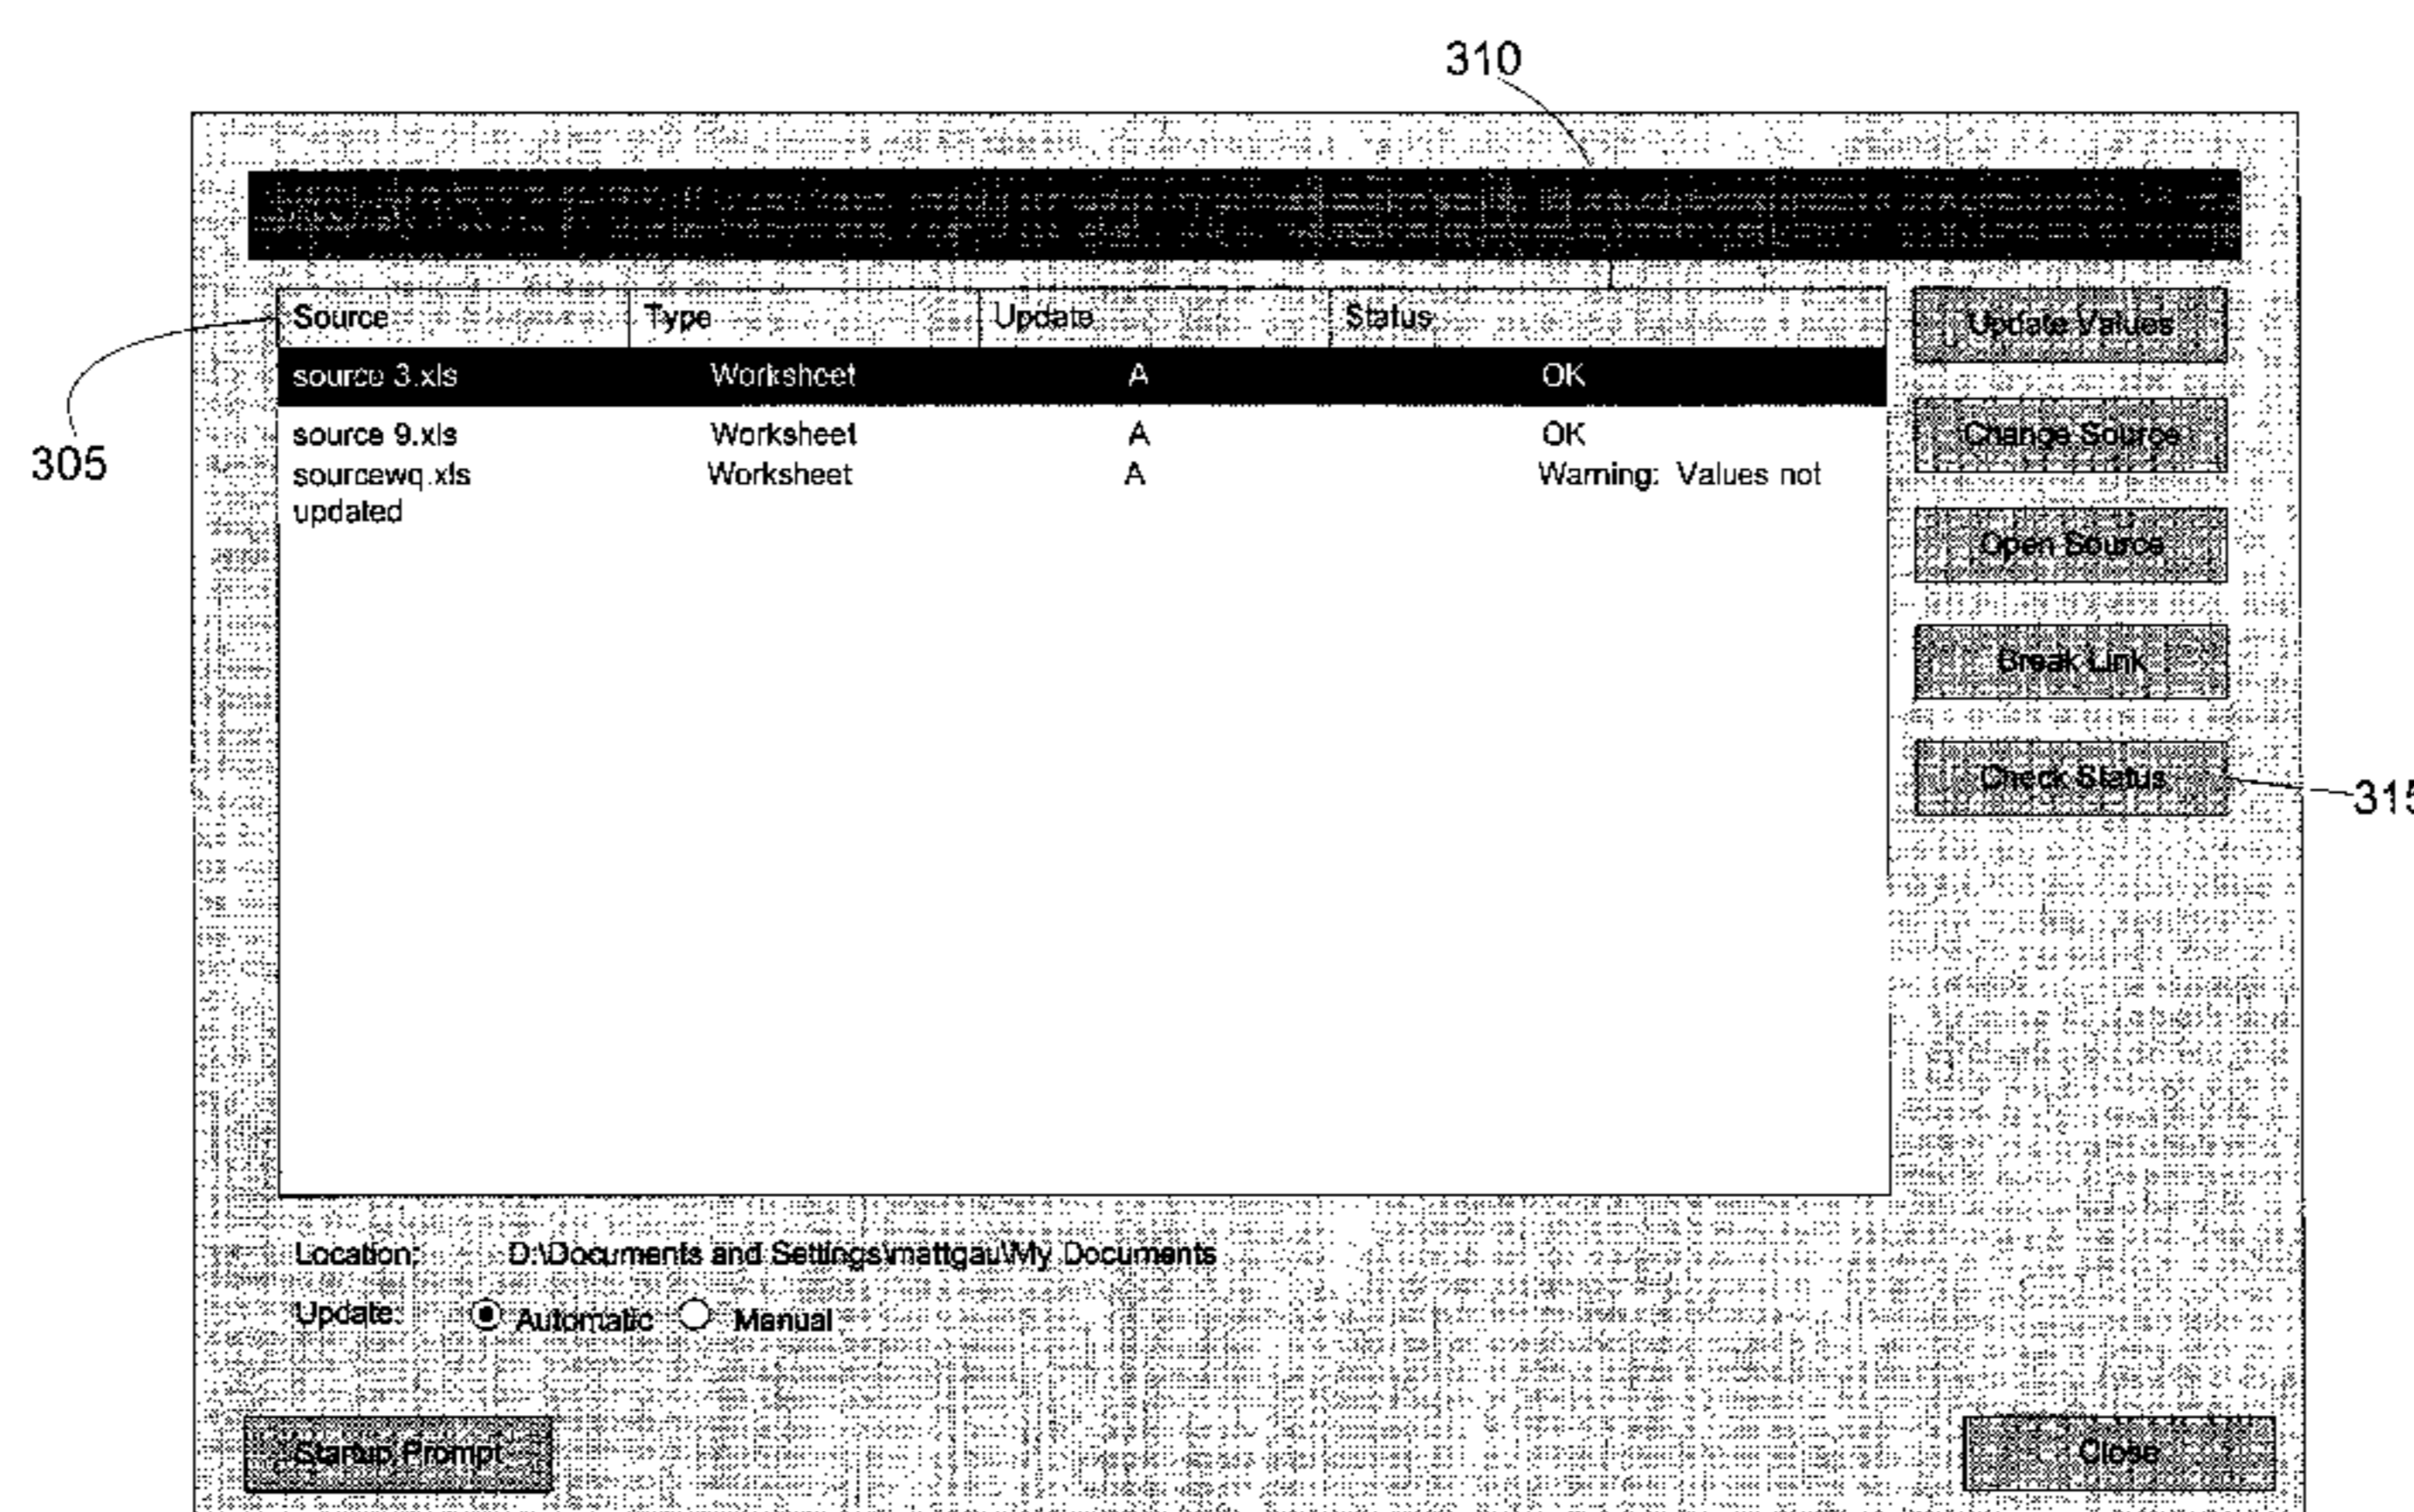 310
Source Type Update Status
Update Values
source 3.xls Worksheet A OK
Change Source
305
source 9.xls Worksheet A OK
sourcewq.xls Worksheet A Warning: Values not
updated
Open Source
Break Link
Check Status
315
Location: D:\Documents and Settings\mattgau\My Documents
Update: Automatic Manual
Startup Prompt
Close